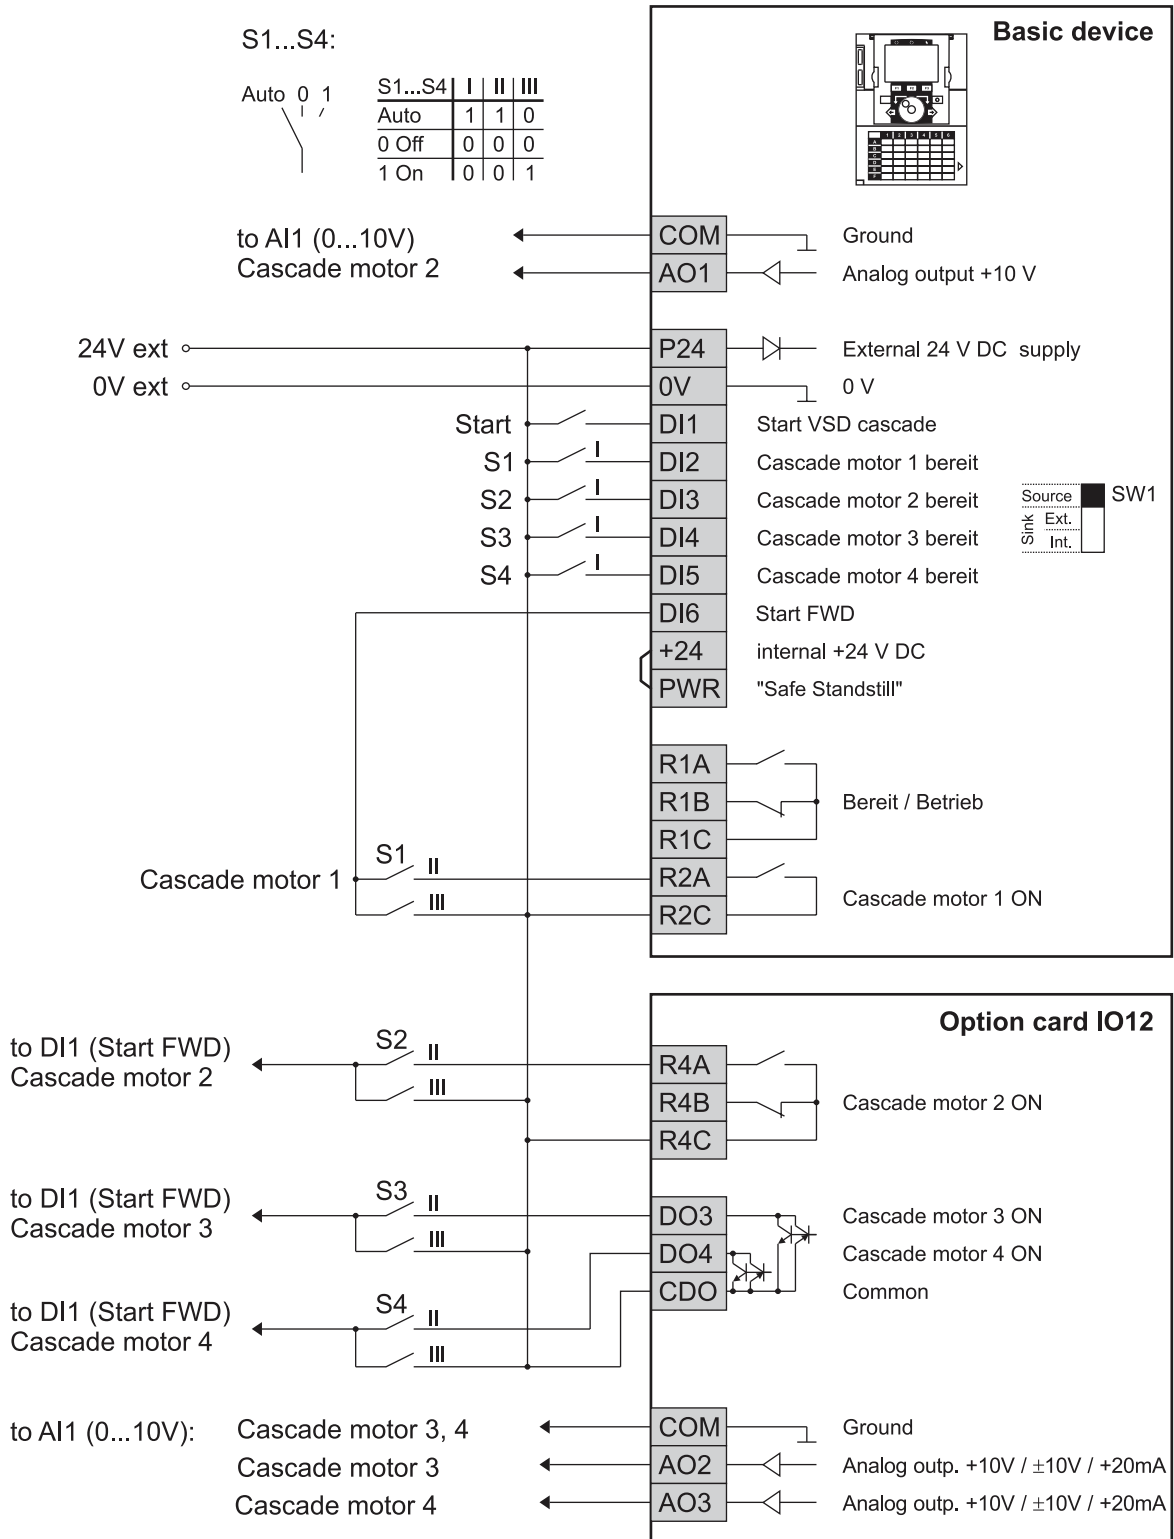 Basic device
S1...S4:
Auto 0 1
S1...S4 I II III
Auto 1 1 0
0 Off 0 0 0
1 On 0 0 1
1 2 3 4 5 6
to AI1 (0...10V)
Cascade motor 2
COM Ground
AO1 Analog output +10 V
24V ext P24 External 24 V DC supply
0V ext 0V 0 V
Start DI1 Start VSD cascade
S1 I DI2 Cascade motor 1 bereit
S2 I DI3 Cascade motor 2 bereit
S3 I DI4 Cascade motor 3 bereit
S4 I DI5 Cascade motor 4 bereit
Source SW1
Sink Ext.
Int.
DI6 Start FWD
+24 internal +24 V DC
PWR "Safe Standstill"
R1A
R1B Bereit / Betrieb
R1C
Cascade motor 1 S1 II R2A
III R2C
Cascade motor 1 ON
Option card IO12
to DI1 (Start FWD)
Cascade motor 2
S2 II R4A
III R4B Cascade motor 2 ON
R4C
to DI1 (Start FWD)
Cascade motor 3
S3 II DO3 Cascade motor 3 ON
III DO4 Cascade motor 4 ON
CDO Common
to DI1 (Start FWD)
Cascade motor 4
S4 II
III
to AI1 (0...10V): Cascade motor 3, 4 COM Ground
Cascade motor 3 AO2 Analog outp. +10V / ±10V / +20mA
Cascade motor 4 AO3 Analog outp. +10V / ±10V / +20mA